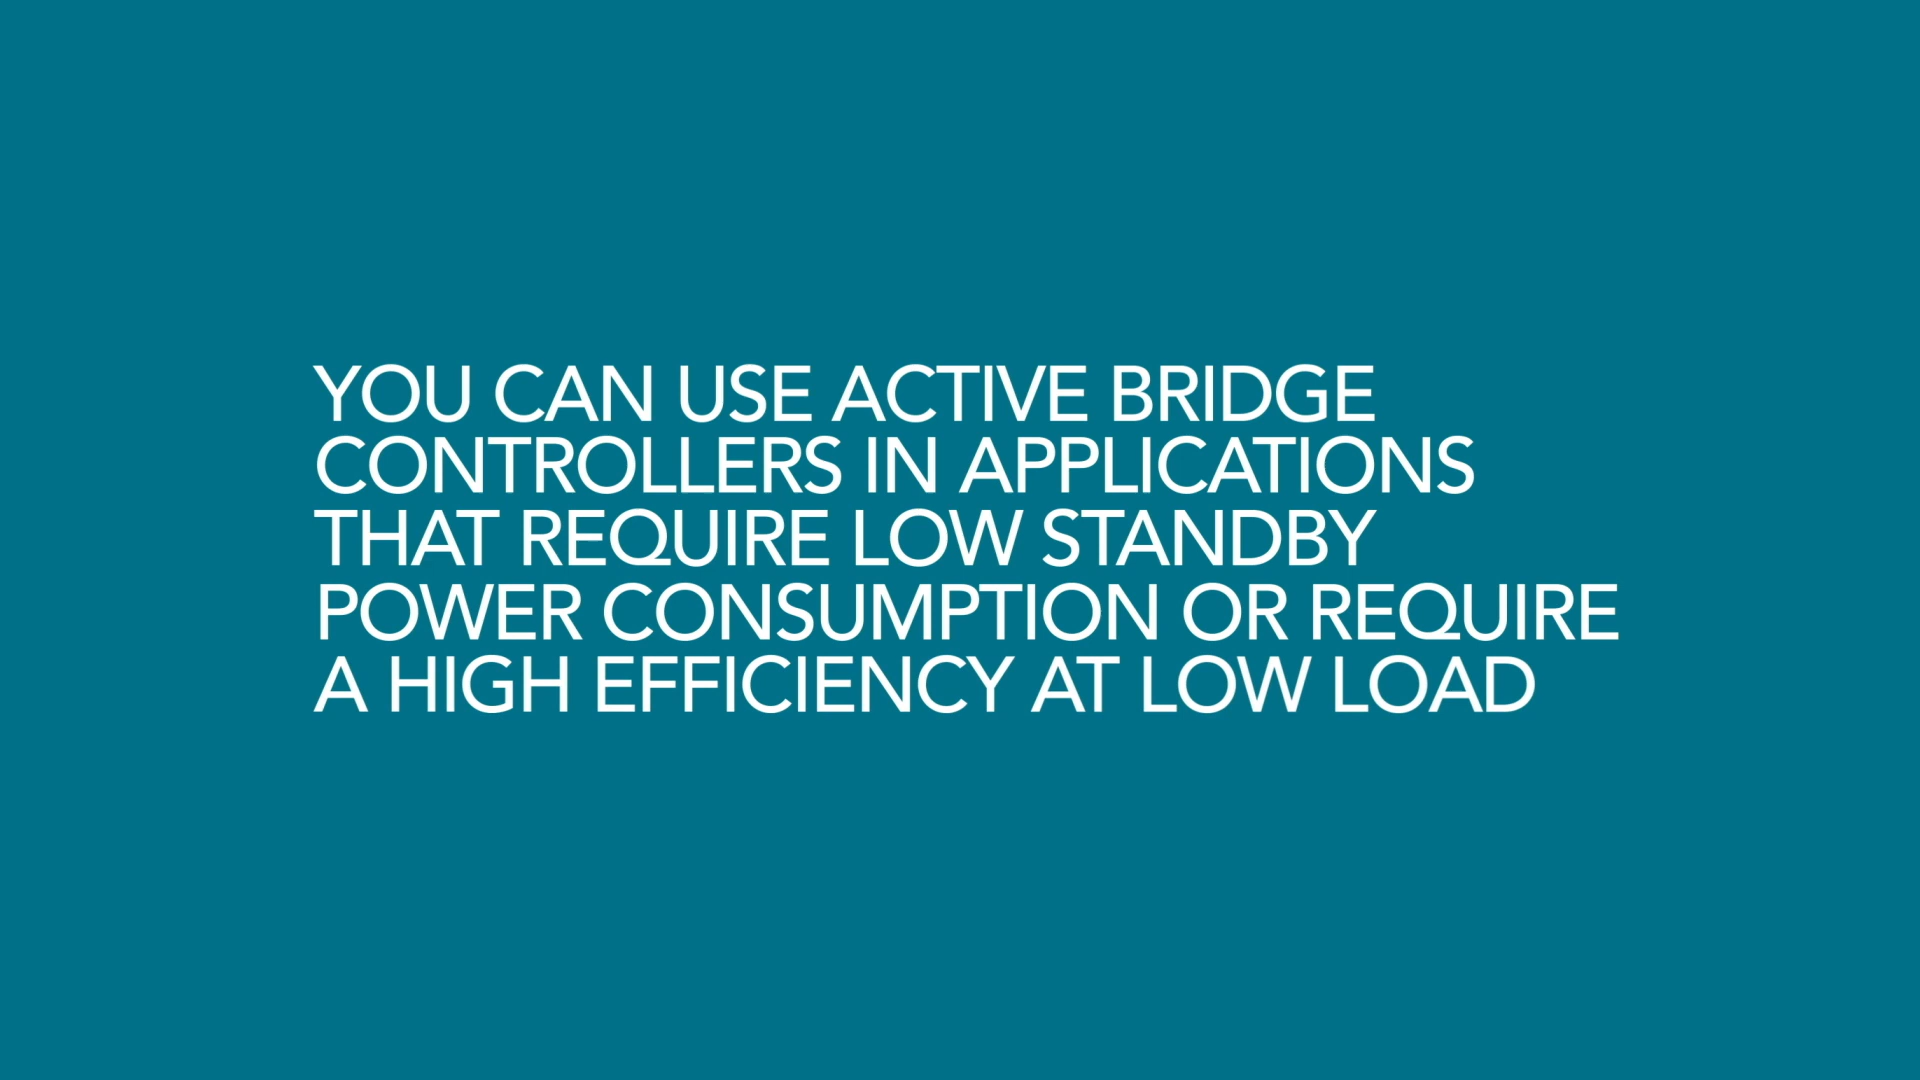 YOU CAN USE ACTIVE BRIDGE
CONTROLLERS IN APPLICATIONS
THAT REQUIRE LOW STANDBY
POWER CONSUMPTION OR REQUIRE
A HIGH EFFICIENCY AT LOW LOAD